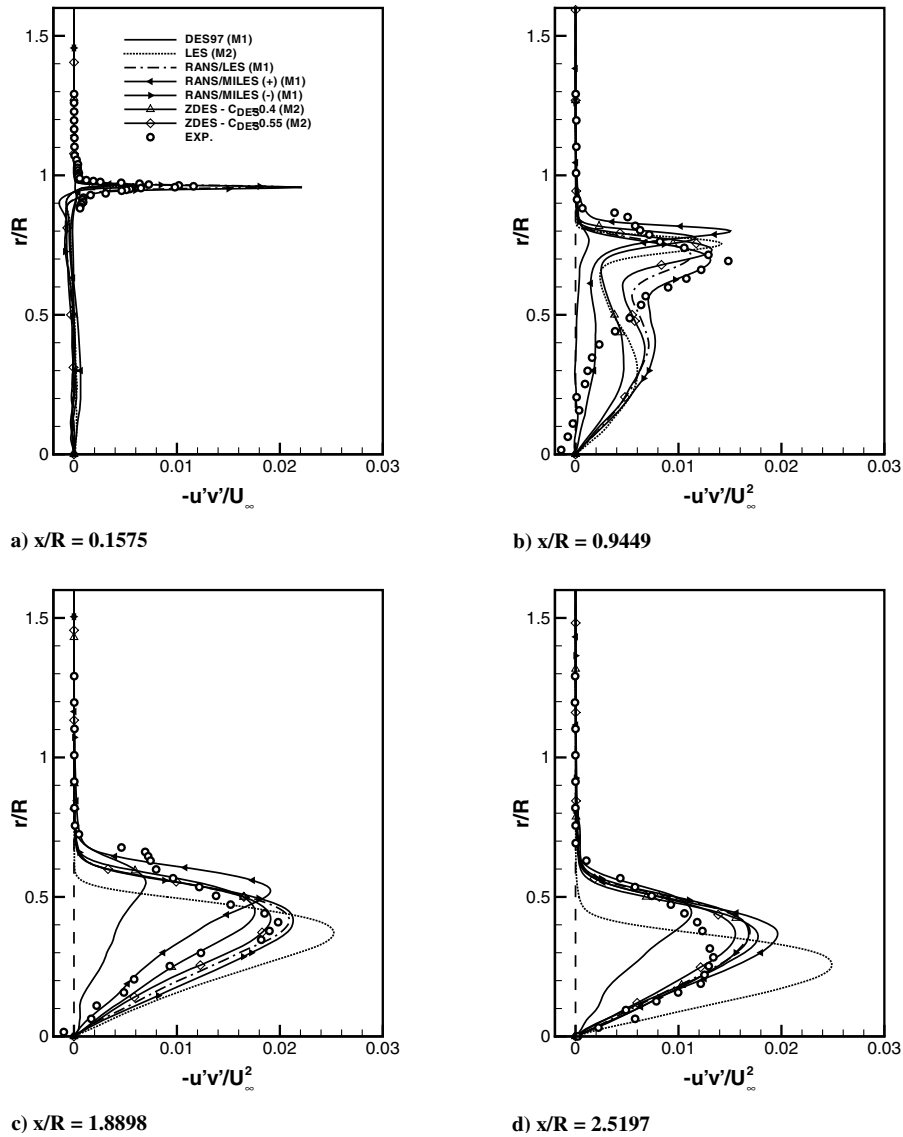 1.5
1
0.5
0
r/R
0
0.01
0.02
0.03
-u'v'/U∞
DES97 (M1)
LES (M2)
RANS/LES (M1)
RANS/MILES (+) (M1)
RANS/MILES (-) (M1)
ZDES - CDES=0.4 (M2)
ZDES - CDES=0.55 (M2)
EXP.
a) x/R = 0.1575
1.5
1
0.5
0
r/R
0
0.01
0.02
0.03
-u'v'/U²∞
b) x/R = 0.9449
1.5
1
0.5
0
r/R
0
0.01
0.02
0.03
-u'v'/U²∞
c) x/R = 1.8898
1.5
1
0.5
0
r/R
0
0.01
0.02
0.03
-u'v'/U²∞
d) x/R = 2.5197